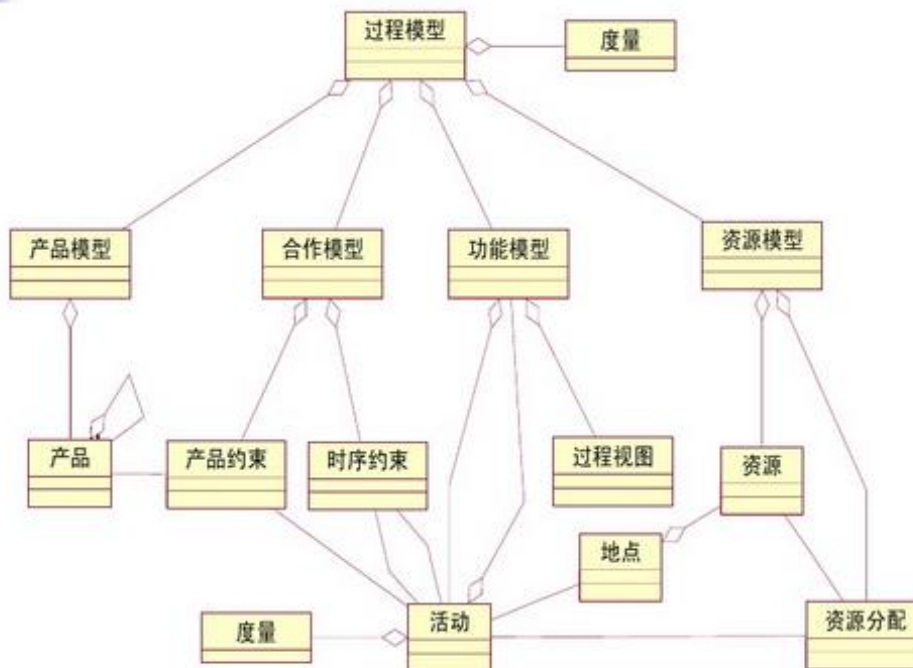 过程模型
度量
产品模型
合作模型
功能模型
资源模型
产品
产品约束
时序约束
过程视图
资源
地点
度量
活动
资源分配